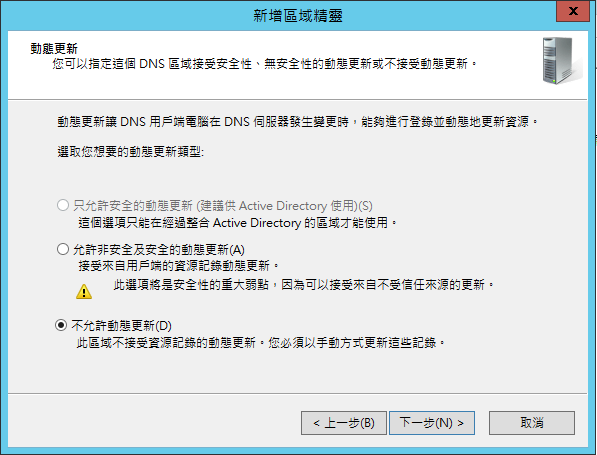 新增區域精靈
x
動態更新
您可以指定這個 DNS 區域接受安全性、無安全性的動態更新或不接受動態更新。
動態更新讓 DNS 用戶端電腦在 DNS 伺服器發生變更時，能夠進行登錄並動態地更新資源。
選取您想要的動態更新類型:
只允許安全的動態更新 (建議供 Active Directory 使用)(S)
這個選項只能在經過整合 Active Directory 的區域才能使用。
允許非安全及安全的動態更新(A)
接受來自用戶端的資源記錄動態更新。
此選項將是安全性的重大弱點，因為可以接受來自不受信任來源的更新。
不允許動態更新(D)
此區域不接受資源記錄的動態更新。您必須以手動方式更新這些記錄。
< 上一步(B) 下一步(N) > 取消